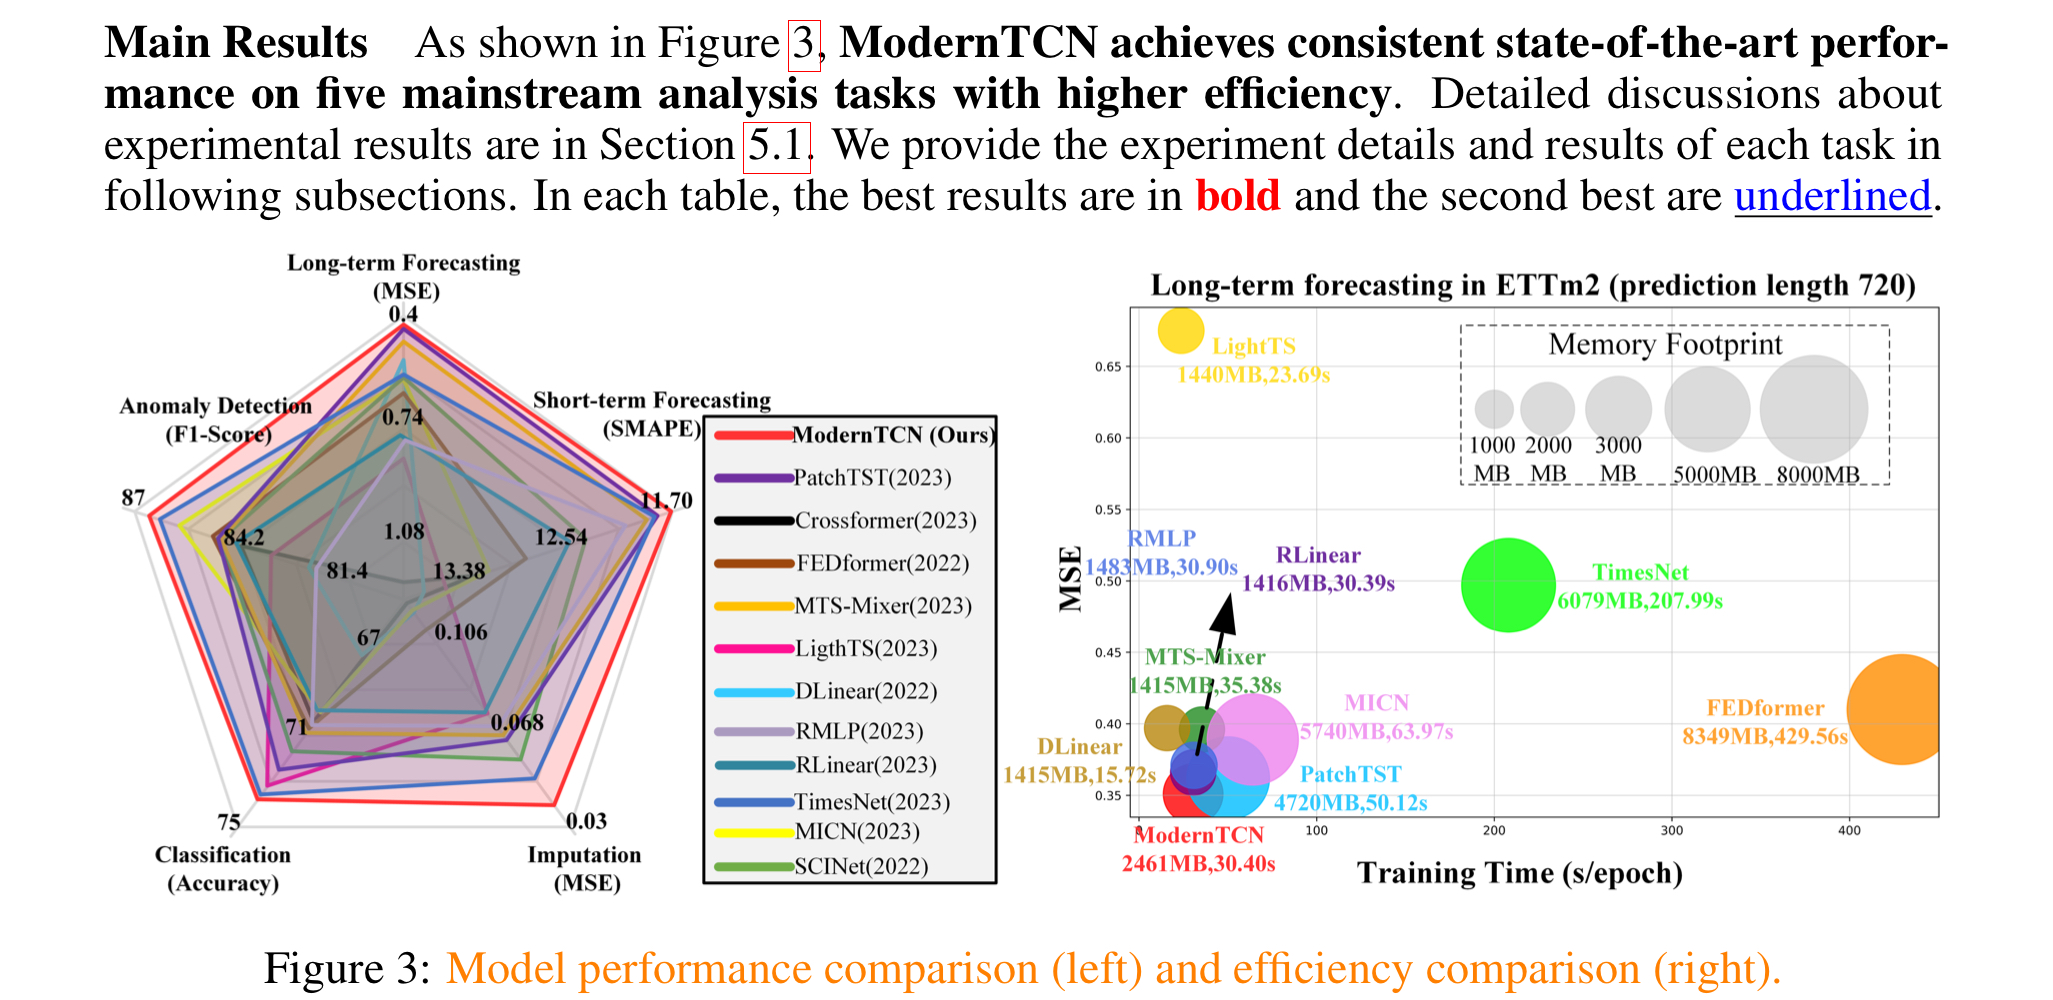 Main Results As shown in Figure 3, ModernTCN achieves consistent state-of-the-art perfor-
mance on five mainstream analysis tasks with higher efficiency. Detailed discussions about
experimental results are in Section 5.1. We provide the experiment details and results of each task in
following subsections. In each table, the best results are in bold and the second best are underlined.
Long-term Forecasting
(MSE)
0.4
Anomaly Detection
(F1-Score)
Short-term Forecasting
(SMAPE)
0.74
87
11.70
84.2
1.08
12.54
81.4
13.38
67
0.106
71
0.068
75
0.03
Classification
(Accuracy)
Imputation
(MSE)
ModernTCN (Ours)
PatchTST(2023)
Crossformer(2023)
FEDformer(2022)
MTS-Mixer(2023)
LigthTS(2023)
DLinear(2022)
RMLP(2023)
RLinear(2023)
TimesNet(2023)
MICN(2023)
SCINet(2022)
Long-term forecasting in ETTm2 (prediction length 720)
MSE
0.65
0.60
0.55
0.50
0.45
0.40
0.35
LightTS
1440MB,23.69s
Memory Footprint
1000 2000 3000
MB MB MB 5000MB 8000MB
RMLP
1483MB,30.90s
RLinear
1416MB,30.39s
TimesNet
6079MB,207.99s
MTS-Mixer
1415MB,35.38s
MICN
5740MB,63.97s
FEDformer
8349MB,429.56s
DLinear
1415MB,15.72s
PatchTST
4720MB,50.12s
ModernTCN
2461MB,30.40s
0 100 200 300 400
Training Time (s/epoch)
Figure 3: Model performance comparison (left) and efficiency comparison (right).